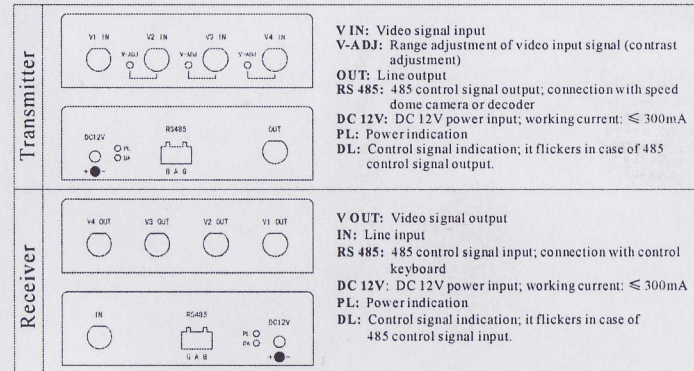 Transmitter
V1 IN V2 IN V3 IN V4 IN
V-ADJ V-ADJ V-ADJ
DC12V PL DA RS485 OUT
+ -
B A G
V IN: Video signal input
V-ADJ: Range adjustment of video input signal (contrast
adjustment)
OUT: Line output
RS 485: 485 control signal output; connection with speed
dome camera or decoder
DC 12V: DC 12V power input; working current: ≤ 300mA
PL: Power indication
DL: Control signal indication; it flickers in case of 485
control signal output.
Receiver
V4 OUT V3 OUT V2 OUT V1 OUT
IN RS485 PL DA DC12V
G A B
+ -
V OUT: Video signal output
IN: Line input
RS 485: 485 control signal input; connection with control
keyboard
DC 12V: DC 12V power input; working current: ≤ 300mA
PL: Power indication
DL: Control signal indication; it flickers in case of
485 control signal input.